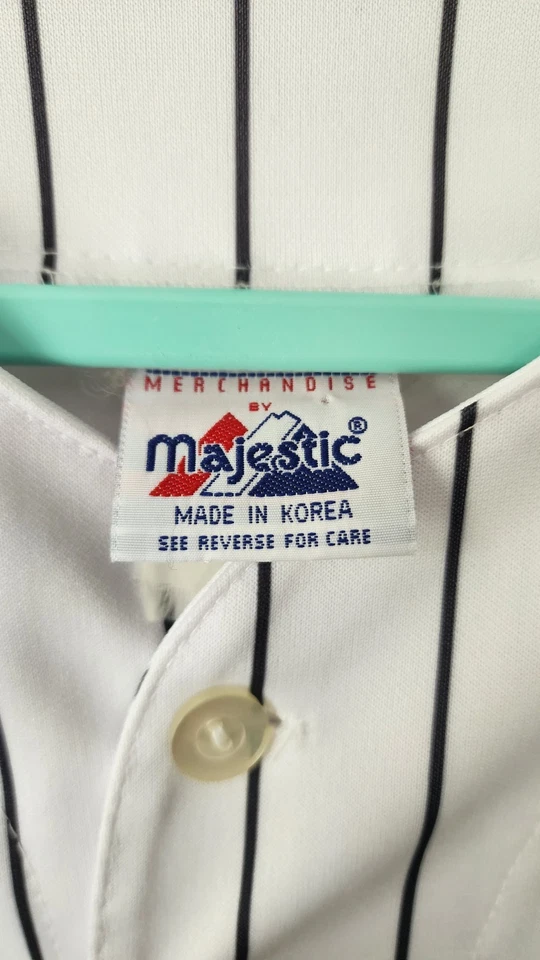 MERCHANDISE
BY
Majestic®
MADE IN KOREA
SEE REVERSE FOR CARE